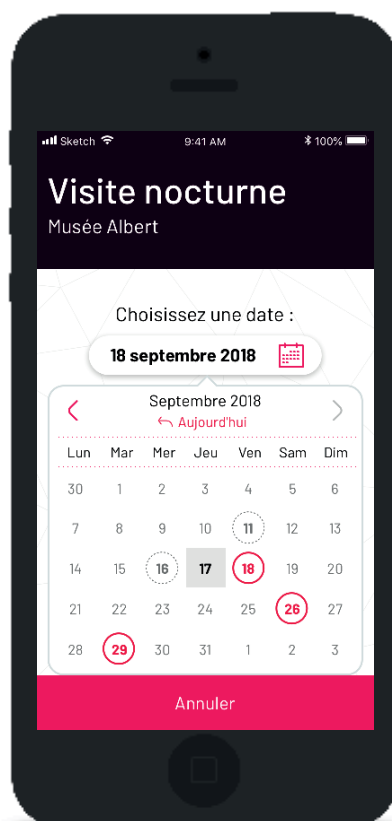 Sketch 9:41 AM 100%
Visite nocturne
Musée Albert
Choisissez une date :
18 septembre 2018
Septembre 2018
Aujourd'hui
Lun Mar Mer Jeu Ven Sam Dim
30 1 2 3 4 5 6
7 8 9 10 11 12 13
14 15 16 17 18 19 20
21 22 23 24 25 26 27
28 29 30 31 1 2 3
Annuler